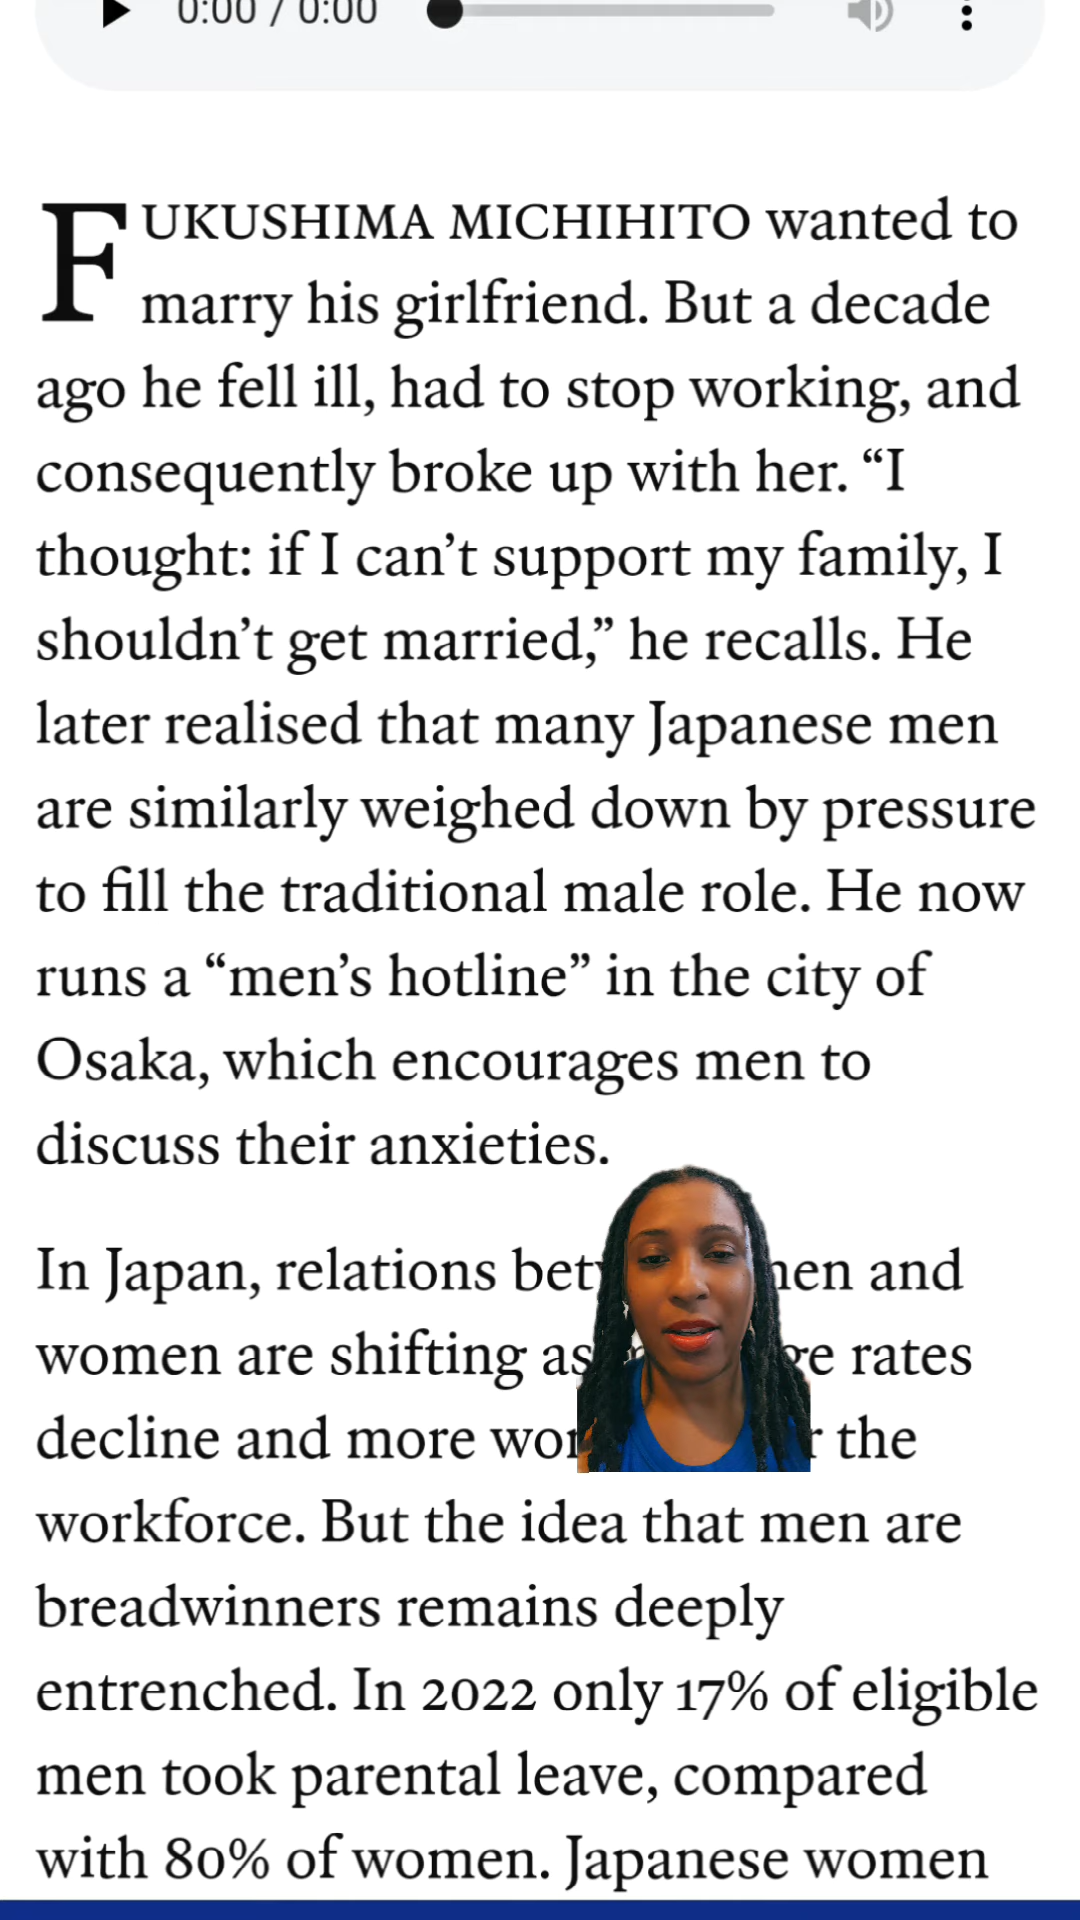 0:00 / 0:00
FUKUSHIMA MICHIHITO wanted to
marry his girlfriend. But a decade
ago he fell ill, had to stop working, and
consequently broke up with her. “I
thought: if I can’t support my family, I
shouldn’t get married,” he recalls. He
later realised that many Japanese men
are similarly weighed down by pressure
to fill the traditional male role. He now
runs a “men’s hotline” in the city of
Osaka, which encourages men to
discuss their anxieties.
In Japan, relations and
women are shifting as rates
decline and more the
workforce. But the idea that men are
breadwinners remains deeply
entrenched. In 2022 only 17% of eligible
men took parental leave, compared
with 80% of women. Japanese women